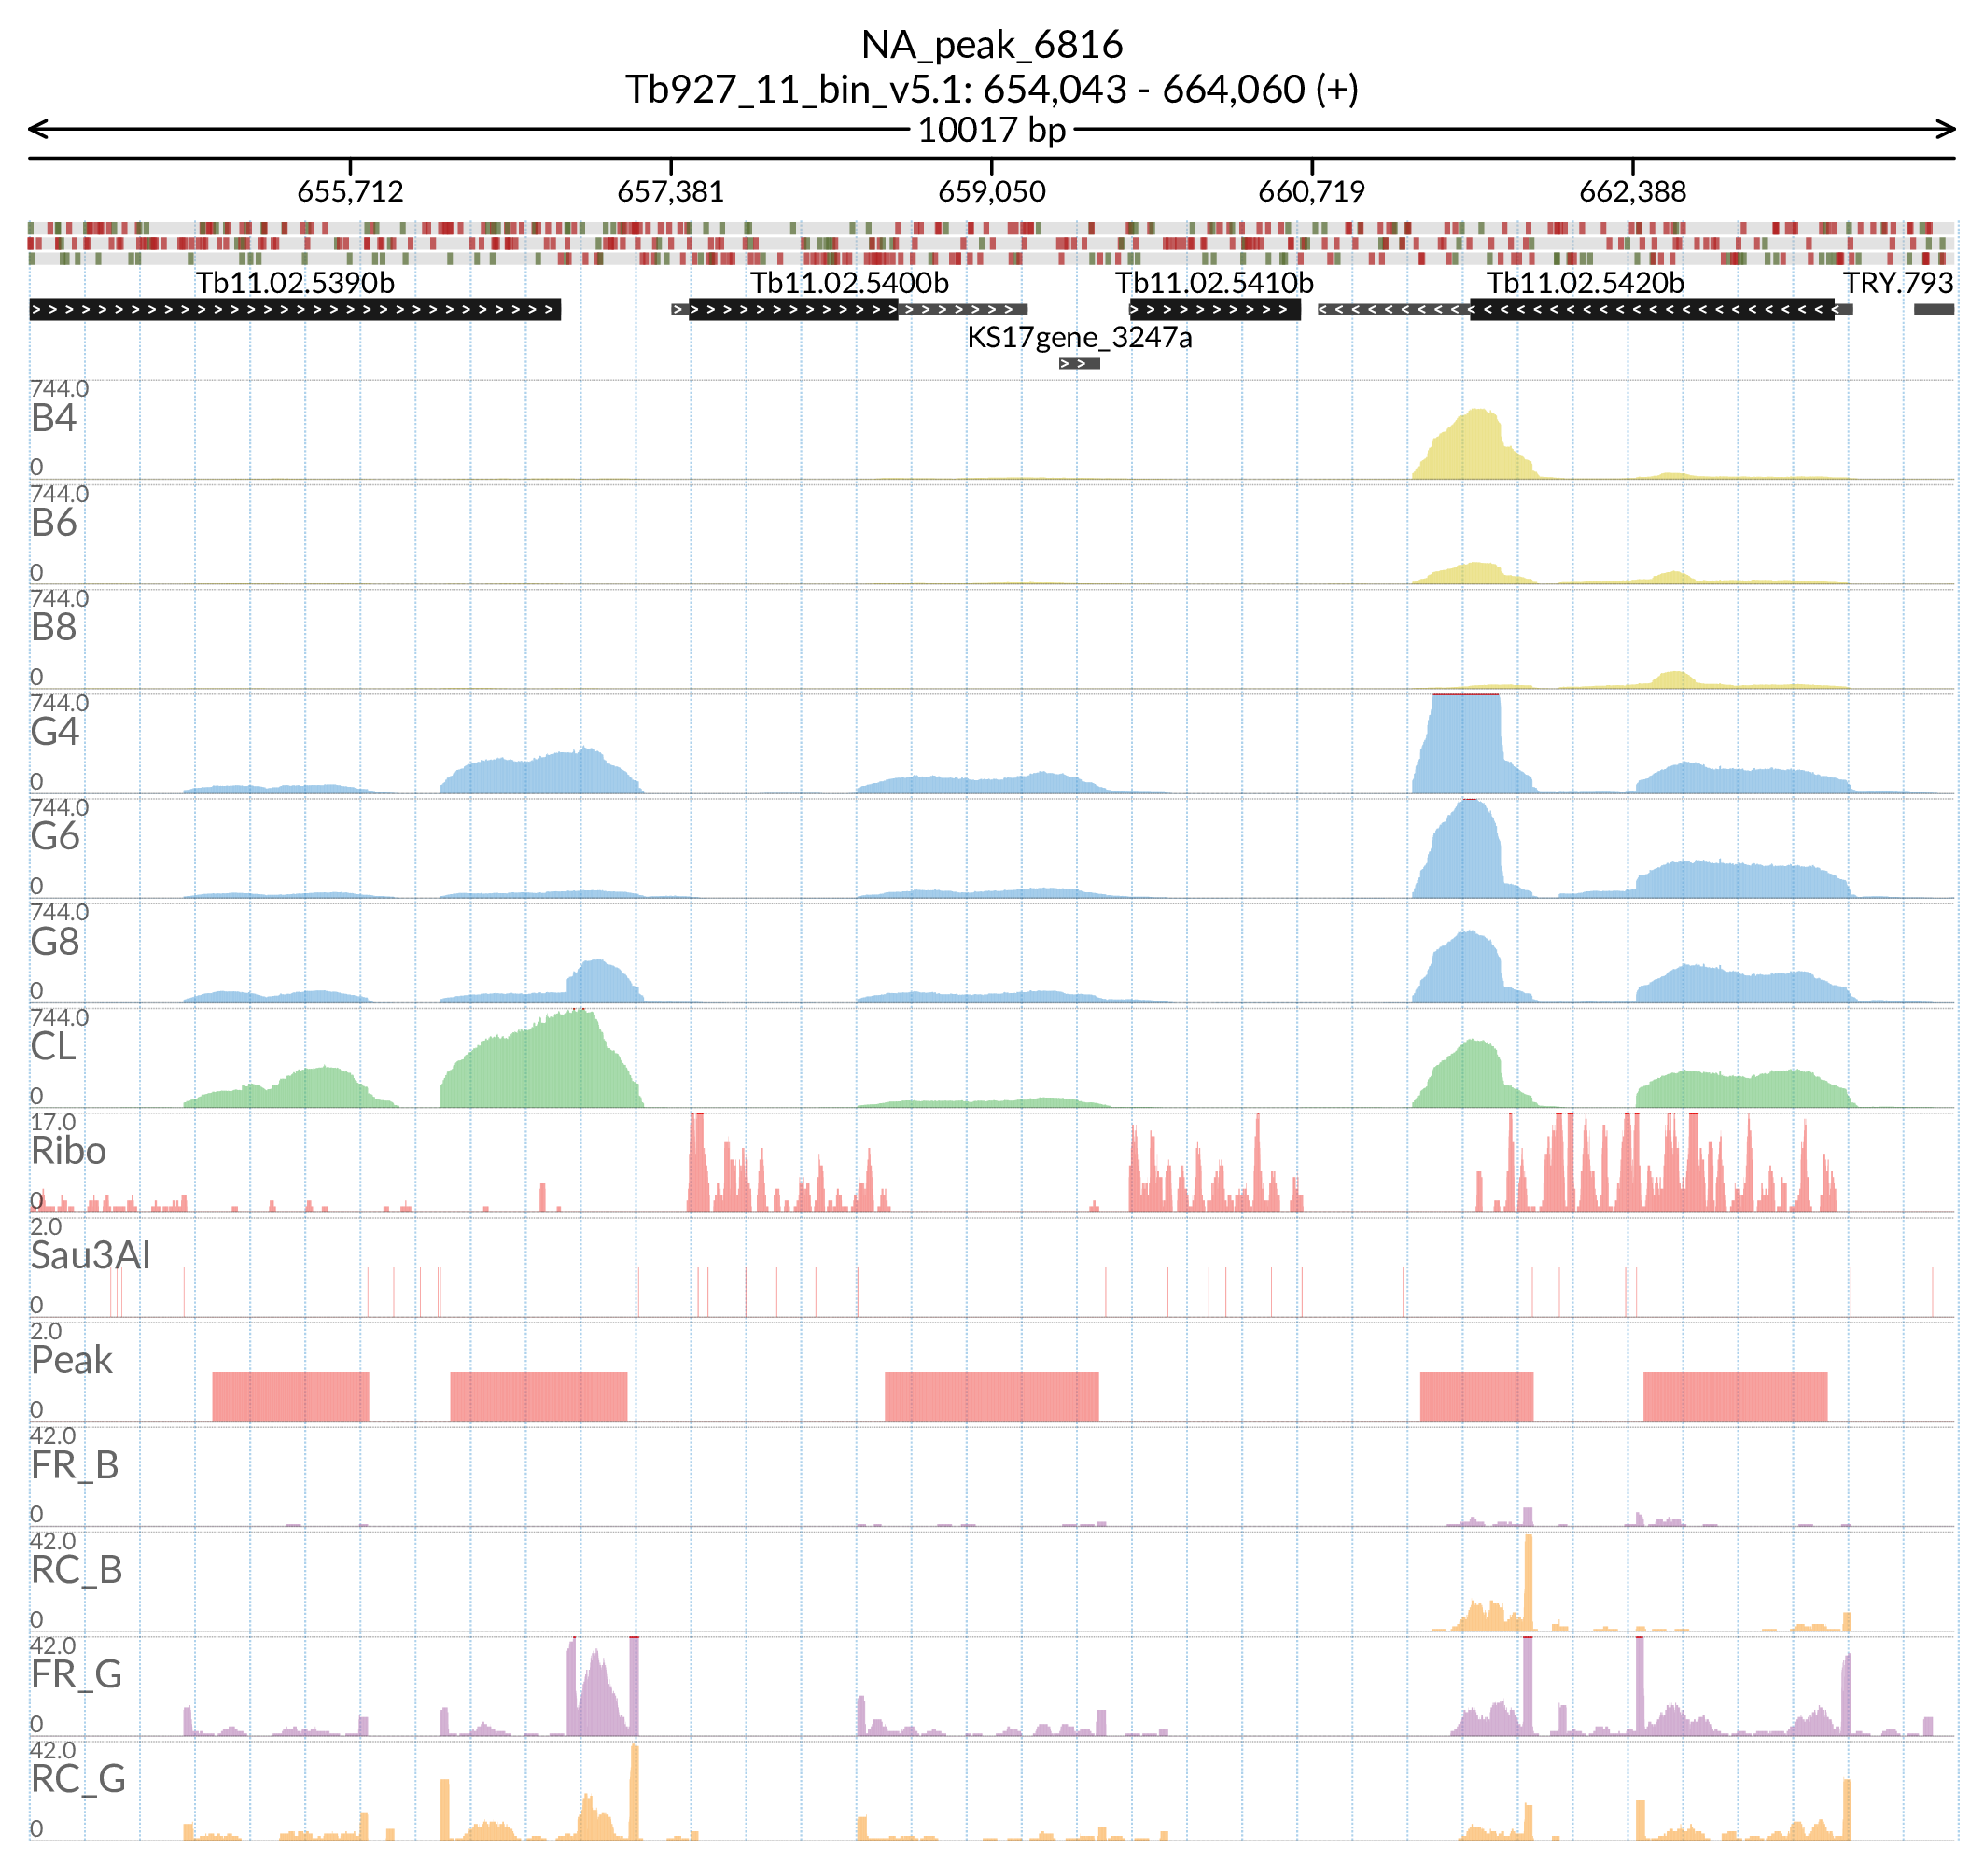 NA_peak_6816
Tb927_11_bin_v5.1: 654,043 - 664,060 (+)
10017 bp
655,712 657,381 659,050 660,719 662,388
Tb11.02.5390b Tb11.02.5400b Tb11.02.5410b Tb11.02.5420b TRY.793
KS17gene_3247a
744.0
B4
0
744.0
B6
0
744.0
B8
0
744.0
G4
0
744.0
G6
0
744.0
G8
0
744.0
CL
0
17.0
Ribo
0
2.0
Sau3AI
0
2.0
Peak
0
42.0
FR_B
0
42.0
RC_B
0
42.0
FR_G
0
42.0
RC_G
0